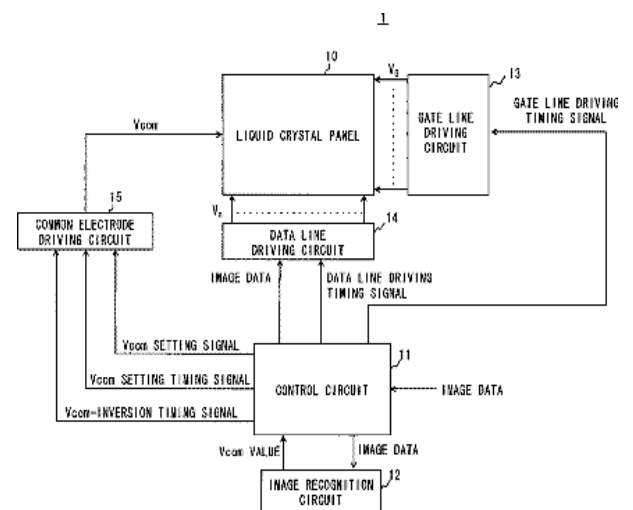 1
10
13
VG
LIQUID CRYSTAL PANEL
GATE LINE
DRIVING
CIRCUIT
GATE LINE DRIVING
TIMING SIGNAL
Vcom
15
COMMON ELECTRODE
DRIVING CIRCUIT
14
DATA LINE
DRIVING CIRCUIT
IMAGE DATA
DATA LINE DRIVING
TIMING SIGNAL
Vcom SETTING SIGNAL
11
Vcom SETTING TIMING SIGNAL
CONTROL CIRCUIT
IMAGE DATA
Vcom-INVERSION TIMING SIGNAL
Vcom VALUE
IMAGE DATA
12
IMAGE RECOGNITION
CIRCUIT